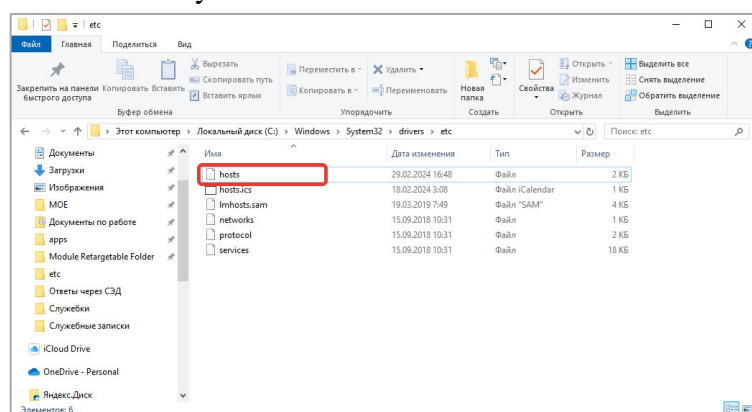 etc
Файл Главная Поделиться Вид
Закрепить на панели быстрого доступа
Копировать
Вставить
Вырезать
Скопировать путь
Вставить ярлык
Буфер обмена
Переместить в
Копировать в
Удалить
Переименовать
Упорядочить
Новая папка
Создать
Свойства
Открыть
Изменить
Журнал
Открыть
Выделить все
Снять выделение
Обратить выделение
Выделить
Этот компьютер > Локальный диск (C:) > Windows > System32 > drivers > etc
Поиск: etc
Имя Дата изменения Тип Размер
Документы
Загрузки
Изображения
МОЕ
Документы по работе
apps
Module Retargetable Folder
etc
Ответы через СЭД
Служебки
Служебные записки
iCloud Drive
OneDrive - Personal
Яндекс.Диск
hosts 29.02.2024 16:48 Файл 2 КБ
hosts.ics 18.02.2024 3:08 Файл iCalendar 1 КБ
lmhosts.sam 19.03.2019 7:49 Файл "SAM" 4 КБ
networks 15.09.2018 10:31 Файл 1 КБ
protocol 15.09.2018 10:31 Файл 2 КБ
services 15.09.2018 10:31 Файл 18 КБ
Элементов: 6